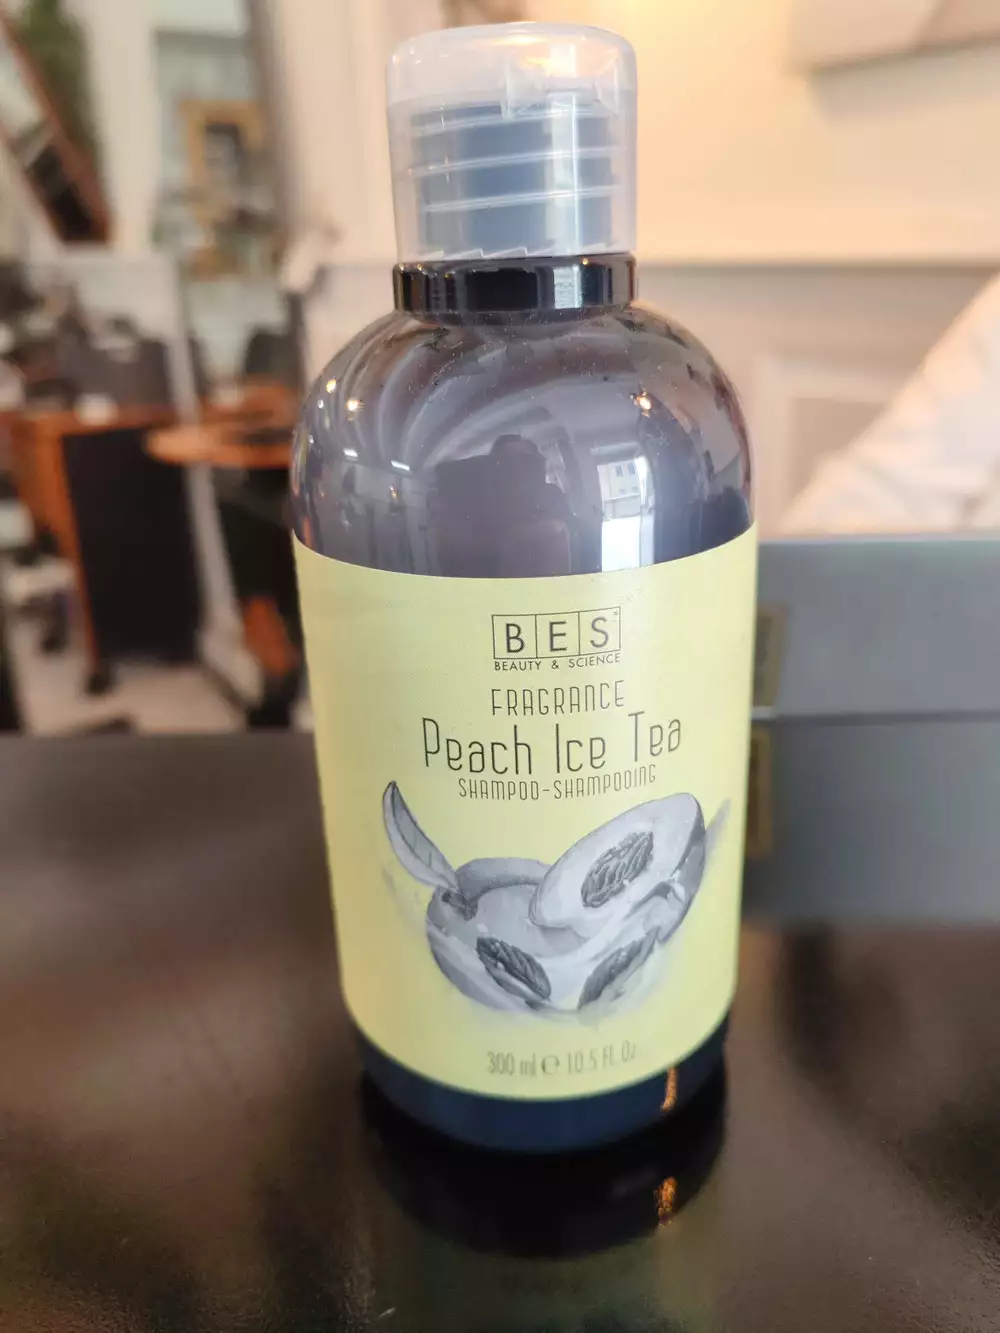 BES
BEAUTY & SCIENCE
FRAGRANCE
Peach Ice Tea
SHAMPOO-SHAMPOOING
300 ml ℮ 10.5 FL.Oz